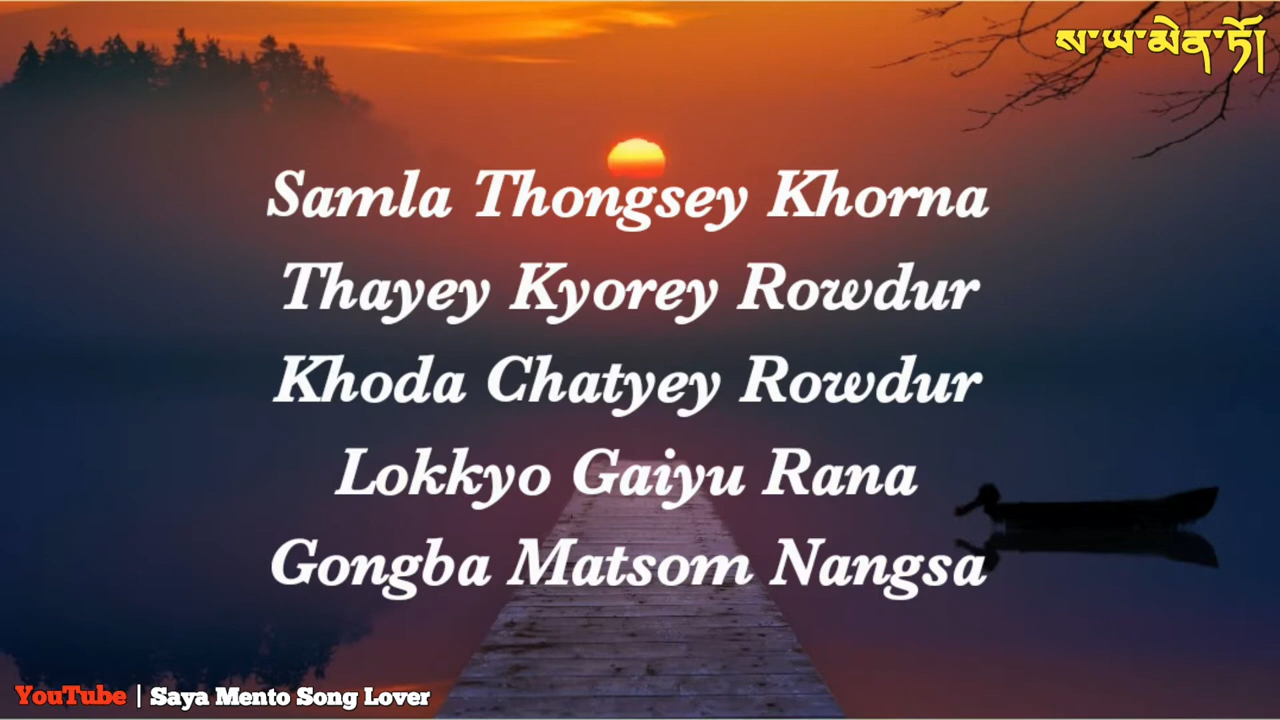 ས་ཡ་མེན་ཏོ།
Samla Thongsey Khorna
Thayey Kyorey Rowdur
Khoda Chatyey Rowdur
Lokkyo Gaiyu Rana
Gongba Matsom Nangsa
YouTube | Saya Mento Song Lover